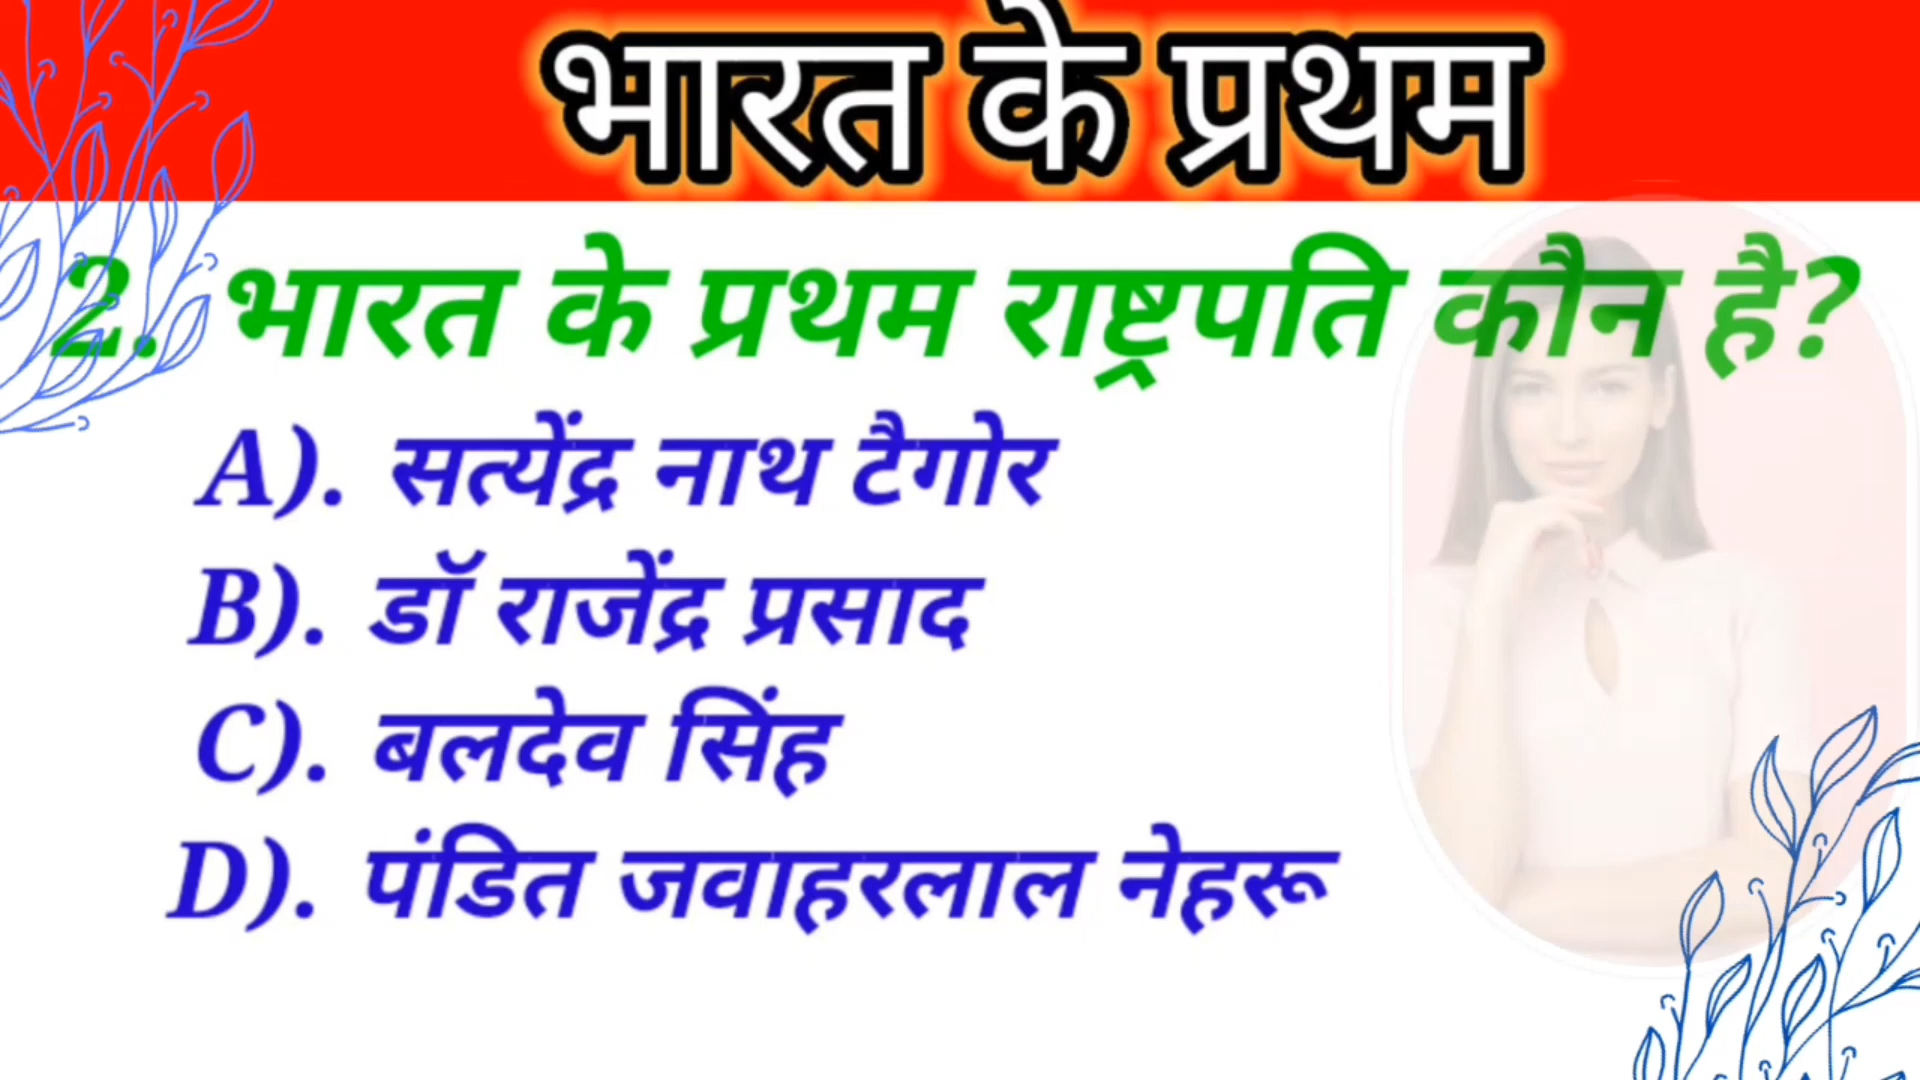 भारत के प्रथम
2. भारत के प्रथम राष्ट्रपति कौन है?
A). सत्येंद्र नाथ टैगोर
B). डॉ राजेंद्र प्रसाद
C). बलदेव सिंह
D). पंडित जवाहरलाल नेहरू